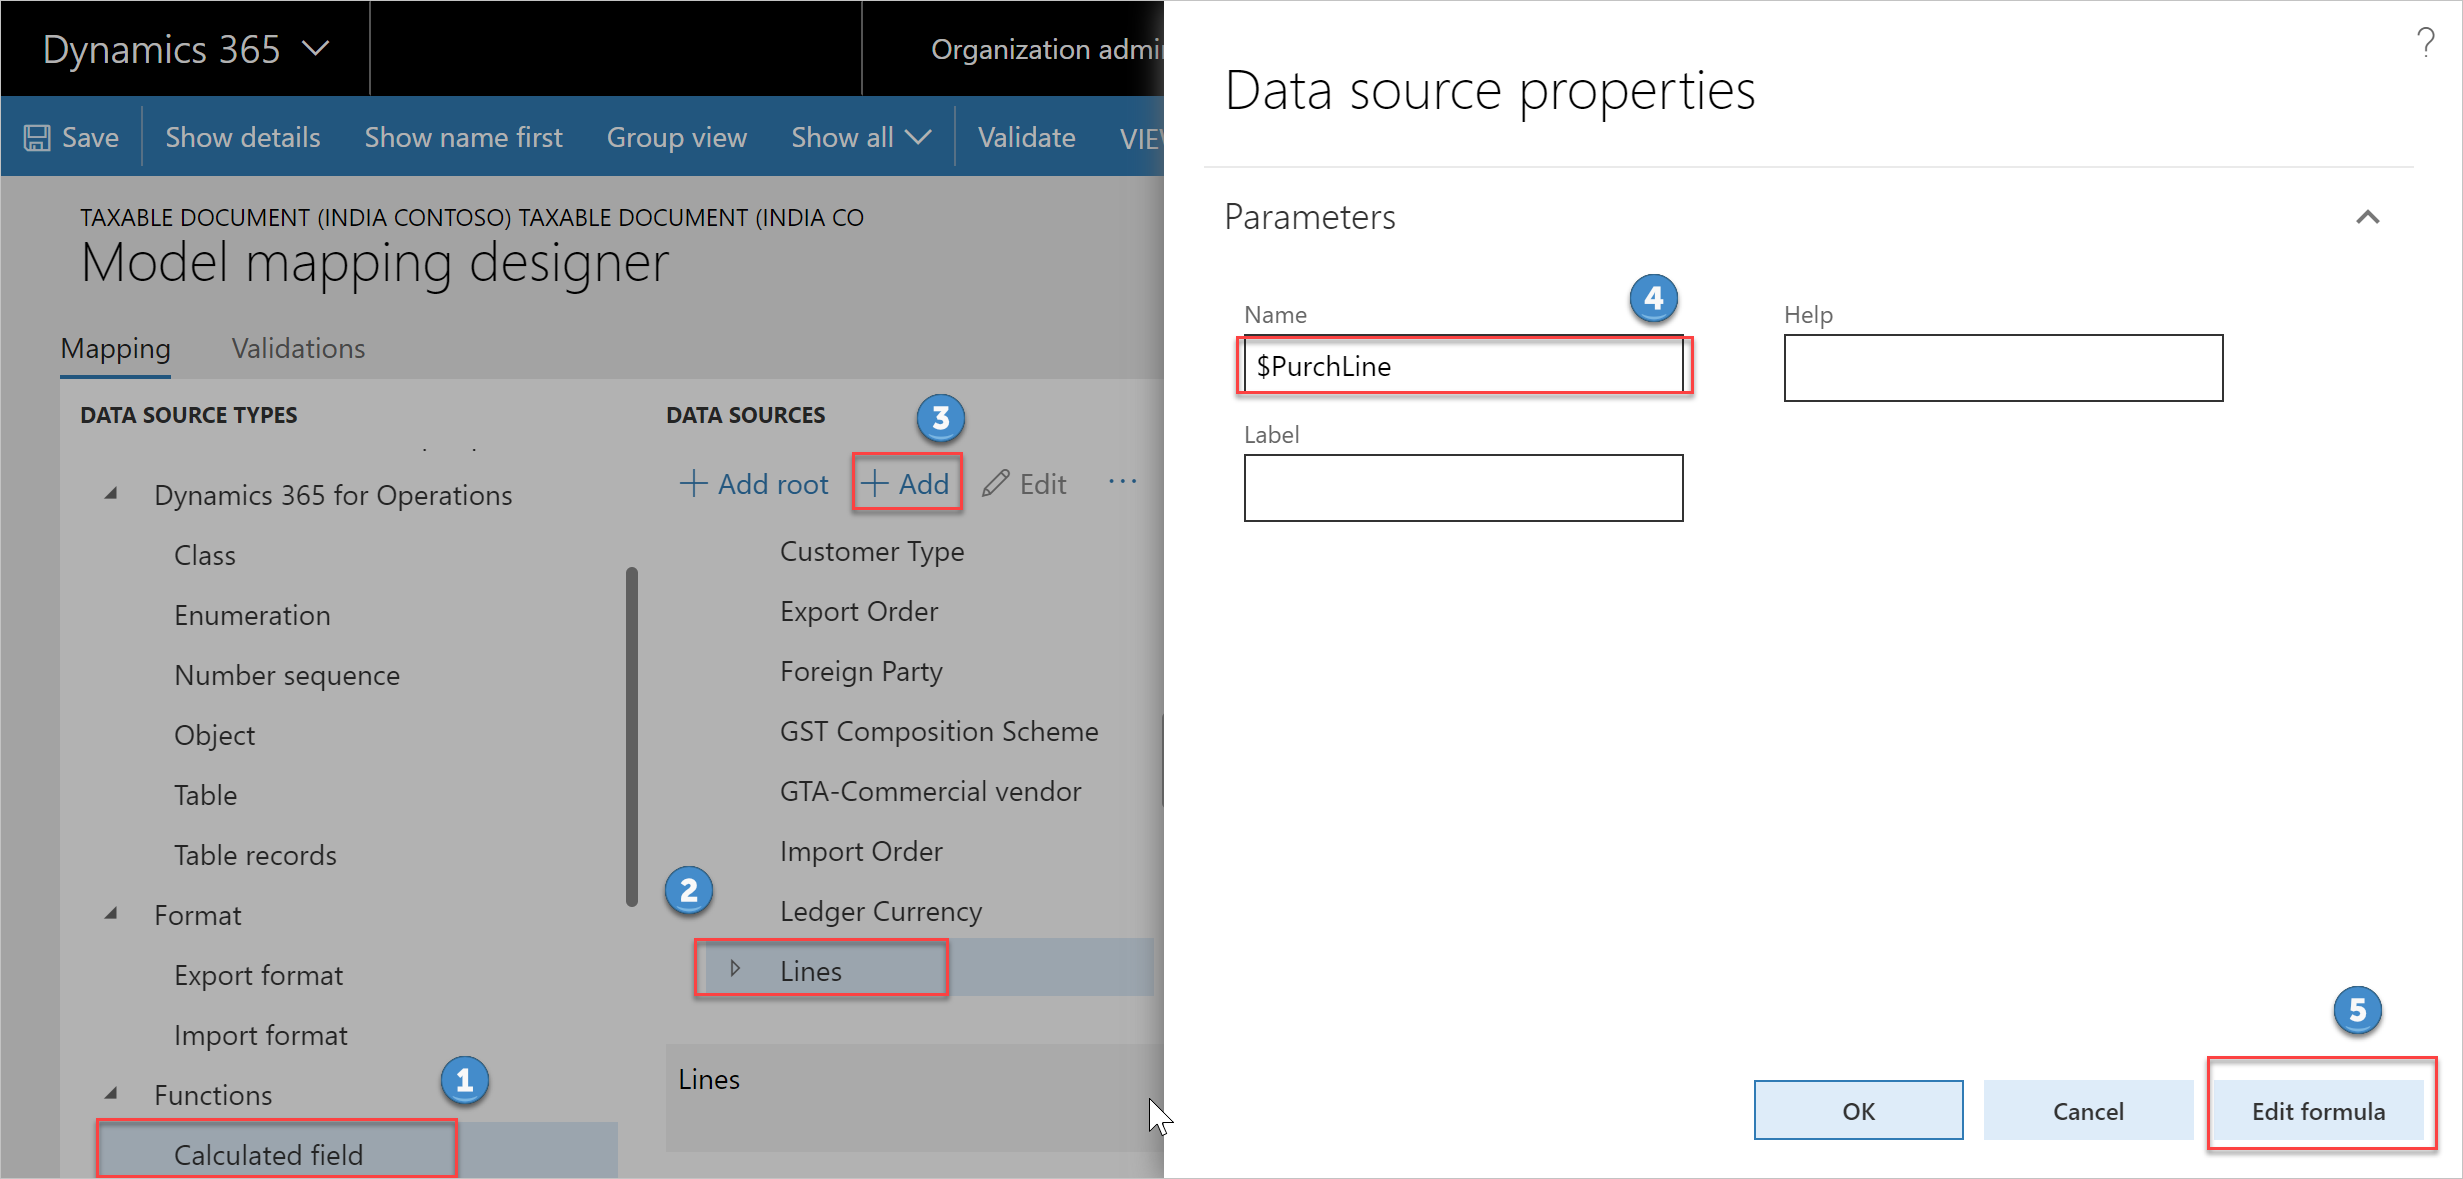 Dynamics 365
Organization admi
Save
Show details
Show name first
Group view
Show all
Validate
VIE
TAXABLE DOCUMENT (INDIA CONTOSO) TAXABLE DOCUMENT (INDIA CO
Model mapping designer
Mapping
Validations
DATA SOURCE TYPES
Dynamics 365 for Operations
Class
Enumeration
Number sequence
Object
Table
Table records
Format
Export format
Import format
1
Functions
Calculated field
DATA SOURCES
3
+ Add root
+ Add
Edit
...
Customer Type
Export Order
Foreign Party
GST Composition Scheme
GTA-Commercial vendor
Import Order
2
Ledger Currency
Lines
Lines
?
Data source properties
Parameters
4
Name
$PurchLine
Help
Label
5
OK
Cancel
Edit formula